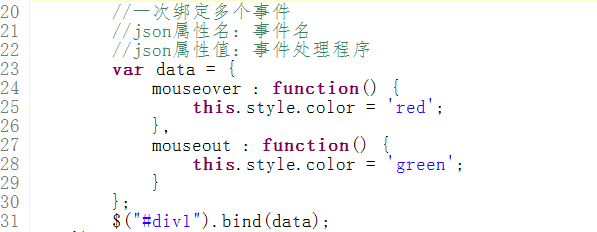 20 //一次绑定多个事件
21 //json属性名：事件名
22 //json属性值：事件处理程序
23 var data = {
24 mouseover : function() {
25 this.style.color = 'red';
26 },
27 mouseout : function() {
28 this.style.color = 'green';
29 }
30 };
31 $("#div1").bind(data);